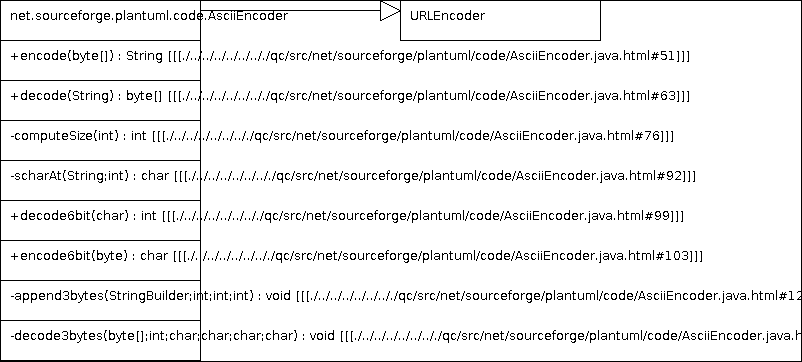 net.sourceforge.plantuml.code.AsciiEncoder
URLEncoder
+encode(byte[]) : String [[[./../../../../../../../qc/src/net/sourceforge/plantuml/code/AsciiEncoder.java.html#51]]]
+decode(String) : byte[] [[[./../../../../../../../qc/src/net/sourceforge/plantuml/code/AsciiEncoder.java.html#63]]]
-computeSize(int) : int [[[./../../../../../../../qc/src/net/sourceforge/plantuml/code/AsciiEncoder.java.html#76]]]
-scharAt(String;int) : char [[[./../../../../../../../qc/src/net/sourceforge/plantuml/code/AsciiEncoder.java.html#92]]]
+decode6bit(char) : int [[[./../../../../../../../qc/src/net/sourceforge/plantuml/code/AsciiEncoder.java.html#99]]]
+encode6bit(byte) : char [[[./../../../../../../../qc/src/net/sourceforge/plantuml/code/AsciiEncoder.java.html#103]]]
-append3bytes(StringBuilder;int;int;int) : void [[[./../../../../../../../qc/src/net/sourceforge/plantuml/code/AsciiEncoder.java.html#12
-decode3bytes(byte[];int;char;char;char;char) : void [[[./../../../../../../../qc/src/net/sourceforge/plantuml/code/AsciiEncoder.java.h